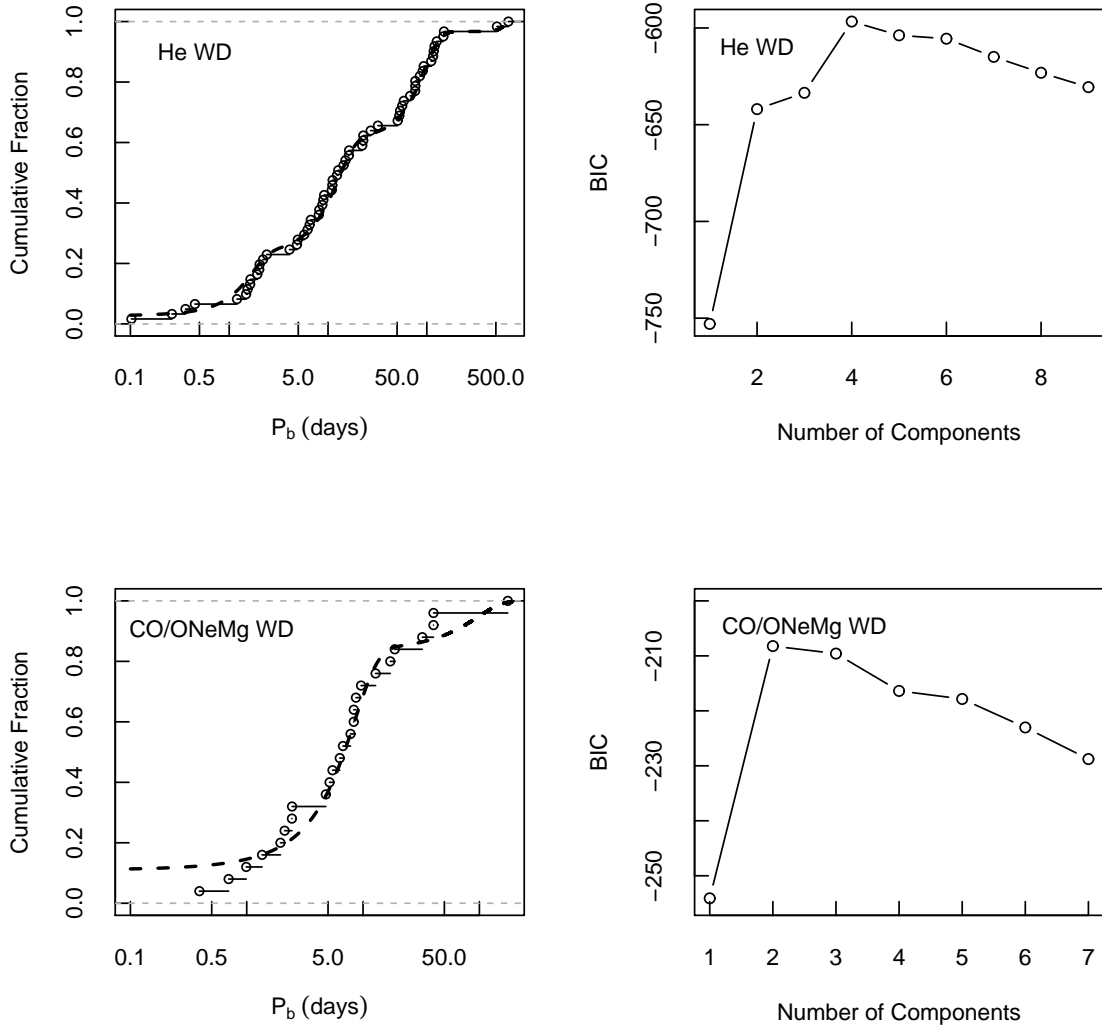 He WD
Cumulative Fraction
0.0 0.2 0.4 0.6 0.8 1.0
0.1 0.5 5.0 50.0 500.0
P_b (days)
He WD
BIC
−750 −700 −650 −600
2 4 6 8
Number of Components
CO/ONeMg WD
Cumulative Fraction
0.0 0.2 0.4 0.6 0.8 1.0
0.1 0.5 5.0 50.0
P_b (days)
CO/ONeMg WD
BIC
−250 −230 −210
1 2 3 4 5 6 7
Number of Components